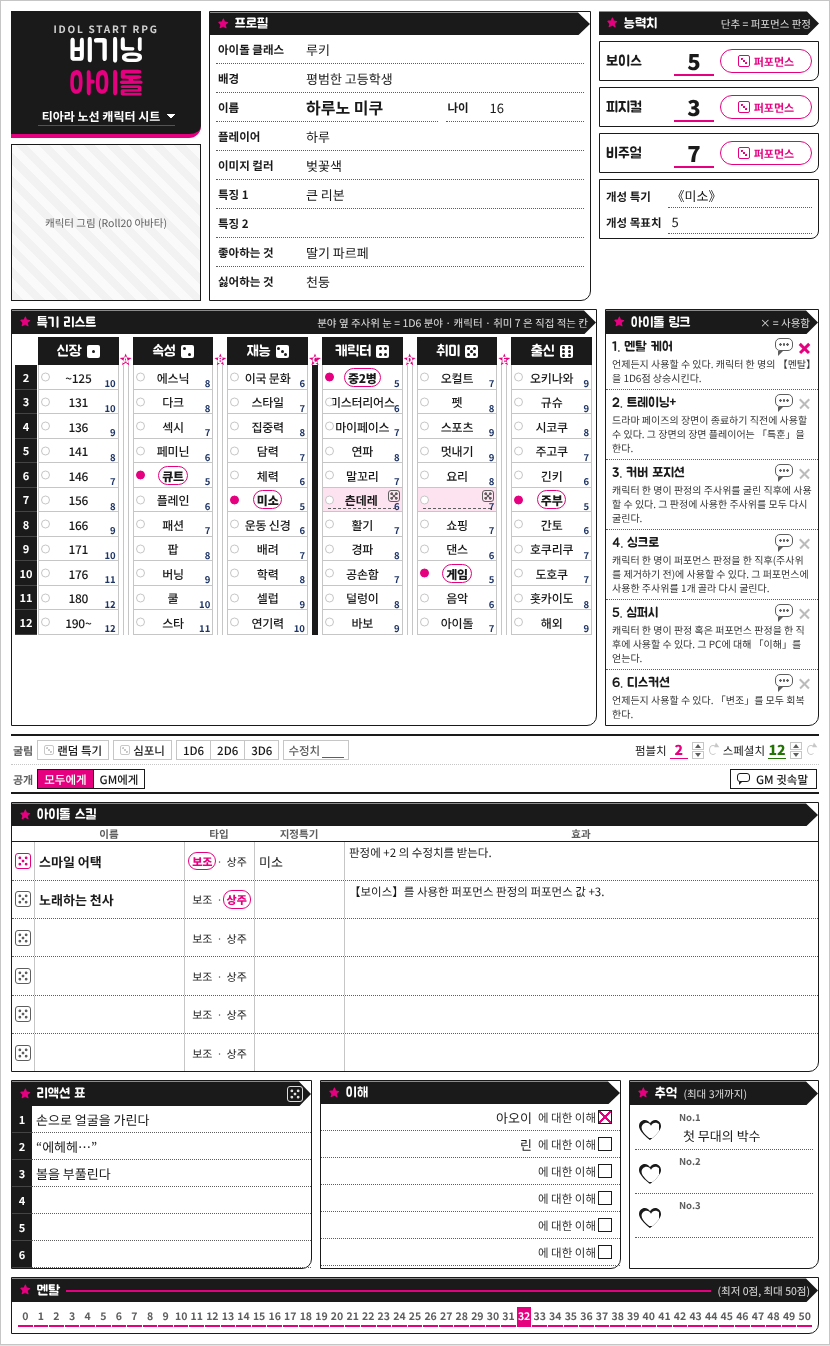 IDOL START RPG
비기닝
아이돌
티아라 노선 캐릭터 시트
캐릭터 그림 (Roll20 아바타)
프로필
아이돌 클래스 루키
배경 평범한 고등학생
이름 하루노 미쿠 나이 16
플레이어 하루
이미지 컬러 벚꽃색
특징 1 큰 리본
특징 2
좋아하는 것 딸기 파르페
싫어하는 것 천둥
능력치 단추 = 퍼포먼스 판정
보이스 5 퍼포먼스
피지컬 3 퍼포먼스
비주얼 7 퍼포먼스
개성 특기 《미소》
개성 목표치 5
특기 리스트 분야 옆 주사위 눈 = 1D6 분야 · 캐릭터 · 취미 7 은 직접 적는 칸
신장 속성 재능 캐릭터 취미 출신
2 ~125 10 에스닉 8 이국 문화 6 중2병 5 오컬트 7 오키나와 9
3 131 10 다크 8 스타일 7 미스터리어스 6 펫 8 규슈 9
4 136 9 섹시 7 집중력 8 마이페이스 7 스포츠 9 시코쿠 8
5 141 8 페미닌 6 담력 7 연파 8 멋내기 9 주고쿠 7
6 146 7 큐트 5 체력 6 말꼬리 7 요리 8 긴키 6
7 156 8 플레인 6 미소 5 츤데레 6 7 주부 5
8 166 9 패션 7 운동 신경 6 활기 7 쇼핑 7 간토 6
9 171 10 팝 8 배려 7 경파 8 댄스 6 호쿠리쿠 7
10 176 11 버닝 9 학력 8 공손함 7 게임 5 도호쿠 7
11 180 12 쿨 10 셀럽 9 덜렁이 8 음악 6 홋카이도 8
12 190~ 12 스타 11 연기력 10 바보 9 아이돌 7 해외 9
아이돌 링크 × = 사용함
1. 멘탈 케어
언제든지 사용할 수 있다. 캐릭터 한 명의 【멘탈】
을 1D6점 상승시킨다.
2. 트레이닝+
드라마 페이즈의 장면이 종료하기 직전에 사용할
수 있다. 그 장면의 장면 플레이어는 「특훈」을
한다.
3. 커버 포지션
캐릭터 한 명이 판정의 주사위를 굴린 직후에 사용
할 수 있다. 그 판정에 사용한 주사위를 모두 다시
굴린다.
4. 싱크로
캐릭터 한 명이 퍼포먼스 판정을 한 직후(주사위
를 제거하기 전)에 사용할 수 있다. 그 퍼포먼스에
사용한 주사위를 1개 골라 다시 굴린다.
5. 심퍼시
캐릭터 한 명이 판정 혹은 퍼포먼스 판정을 한 직
후에 사용할 수 있다. 그 PC에 대해 「이해」를
얻는다.
6. 디스커션
언제든지 사용할 수 있다. 「변조」를 모두 회복
한다.
굴림 랜덤 특기 심포니 1D6 2D6 3D6 수정치 펌블치 2 스페셜치 12
공개 모두에게 GM에게 GM 귓속말
아이돌 스킬
이름 타입 지정특기 효과
스마일 어택 보조 · 상주 미소 판정에 +2 의 수정치를 받는다.
노래하는 천사 보조 · 상주 【보이스】를 사용한 퍼포먼스 판정의 퍼포먼스 값 +3.
보조 · 상주
보조 · 상주
보조 · 상주
보조 · 상주
리액션 표
1 손으로 얼굴을 가린다
2 “에헤헤…”
3 볼을 부풀린다
4
5
6
이해
아오이 에 대한 이해
린 에 대한 이해
에 대한 이해
에 대한 이해
에 대한 이해
에 대한 이해
추억 (최대 3개까지)
No.1
첫 무대의 박수
No.2
No.3
멘탈 (최저 0점, 최대 50점)
0 1 2 3 4 5 6 7 8 9 10 11 12 13 14 15 16 17 18 19 20 21 22 23 24 25 26 27 28 29 30 31 32 33 34 35 36 37 38 39 40 41 42 43 44 45 46 47 48 49 50